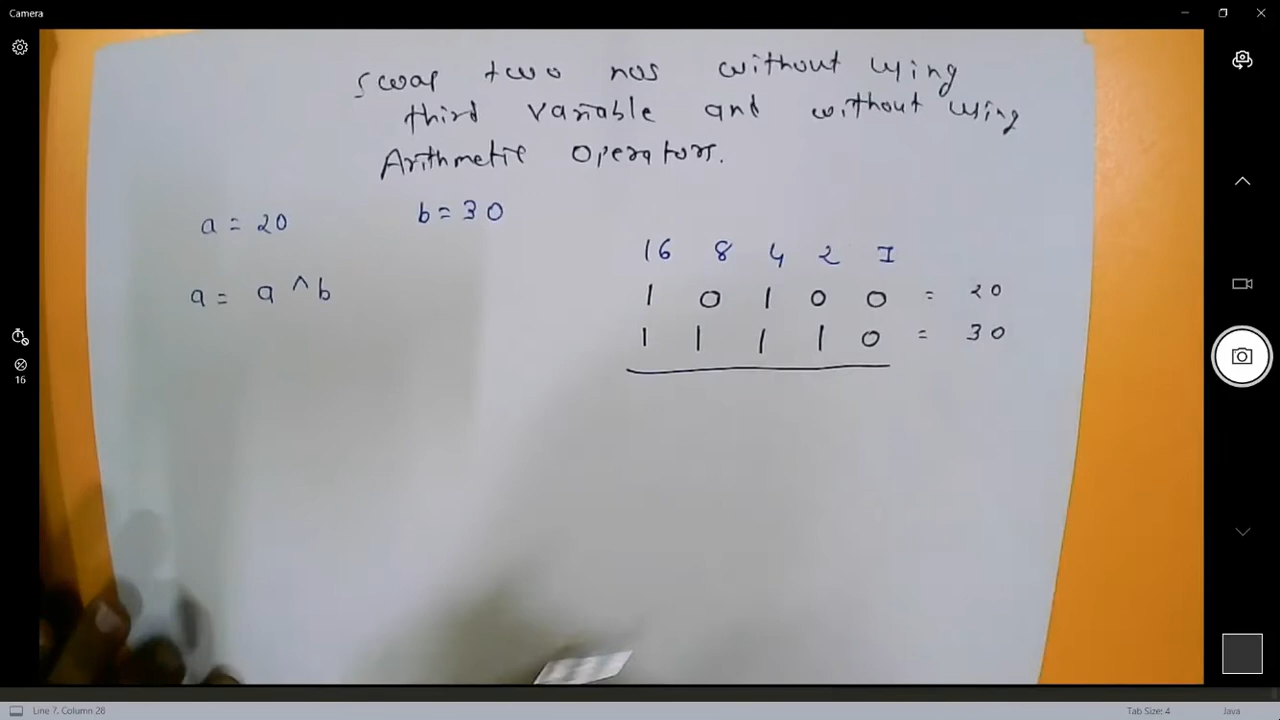 Camera
swap two nos without using
third variable and without using
Arithmetic Operators.
a = 20 b = 30
16 8 4 2 1
a = a ^ b
1 0 1 0 0 = 20
1 1 1 1 0 = 30
16
Line 7, Column 28 Tab Size: 4 Java